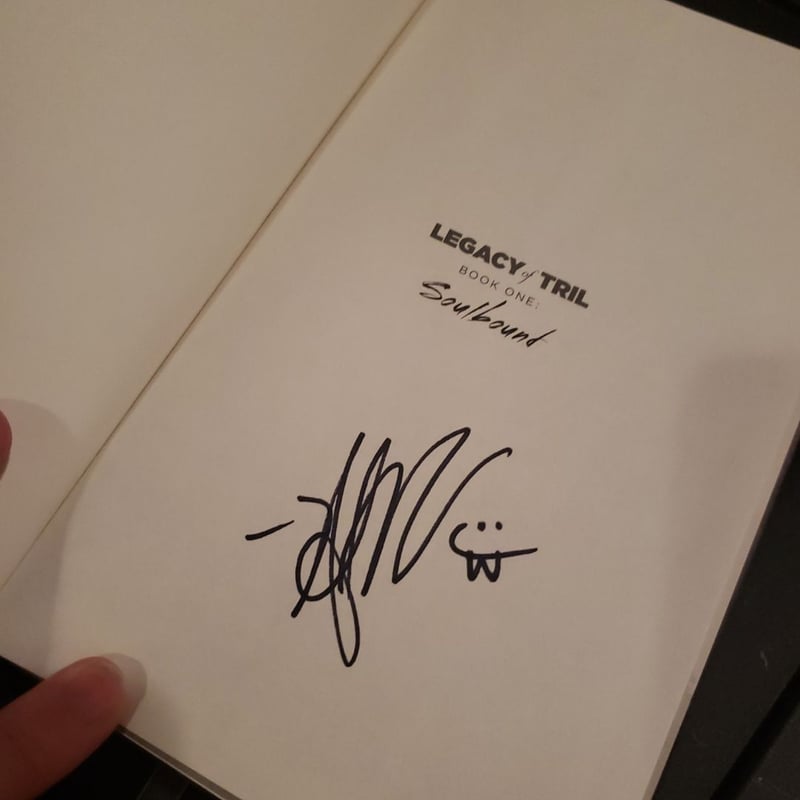 LEGACY of TRIL
BOOK ONE:
Soulbound